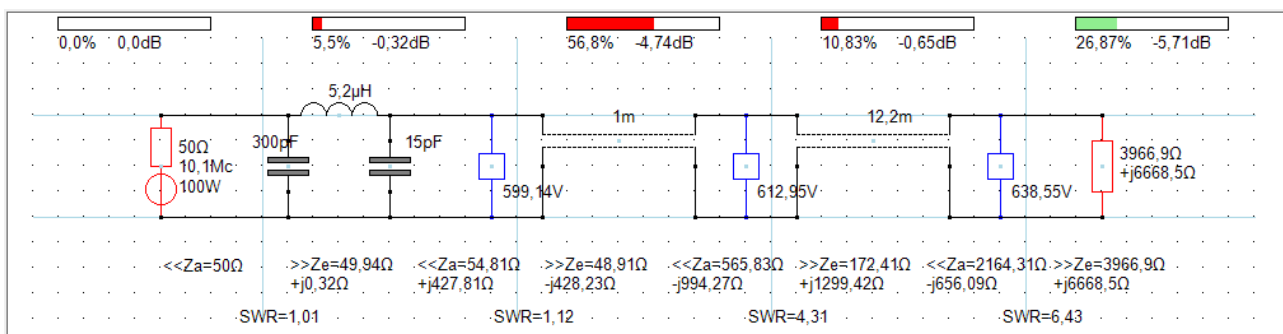 0,0% 0,0dB
5,5% -0,32dB
56,8% -4,74dB
10,83% -0,65dB
26,87% -5,71dB
5,2µH
1m
12,2m
50Ω
10,1Mc
100W
300pF
15pF
599,14V
612,95V
638,55V
3966,9Ω
+j6668,5Ω
<<Za=50Ω
>>Ze=49,94Ω
+j0,32Ω
<<Za=54,81Ω
+j427,81Ω
>>Ze=48,91Ω
-j428,23Ω
<<Za=565,83Ω
-j994,27Ω
>>Ze=172,41Ω
+j1299,42Ω
<<Za=2164,31Ω
-j656,09Ω
>>Ze=3966,9Ω
+j6668,5Ω
SWR=1,01
SWR=1,12
SWR=4,31
SWR=6,43